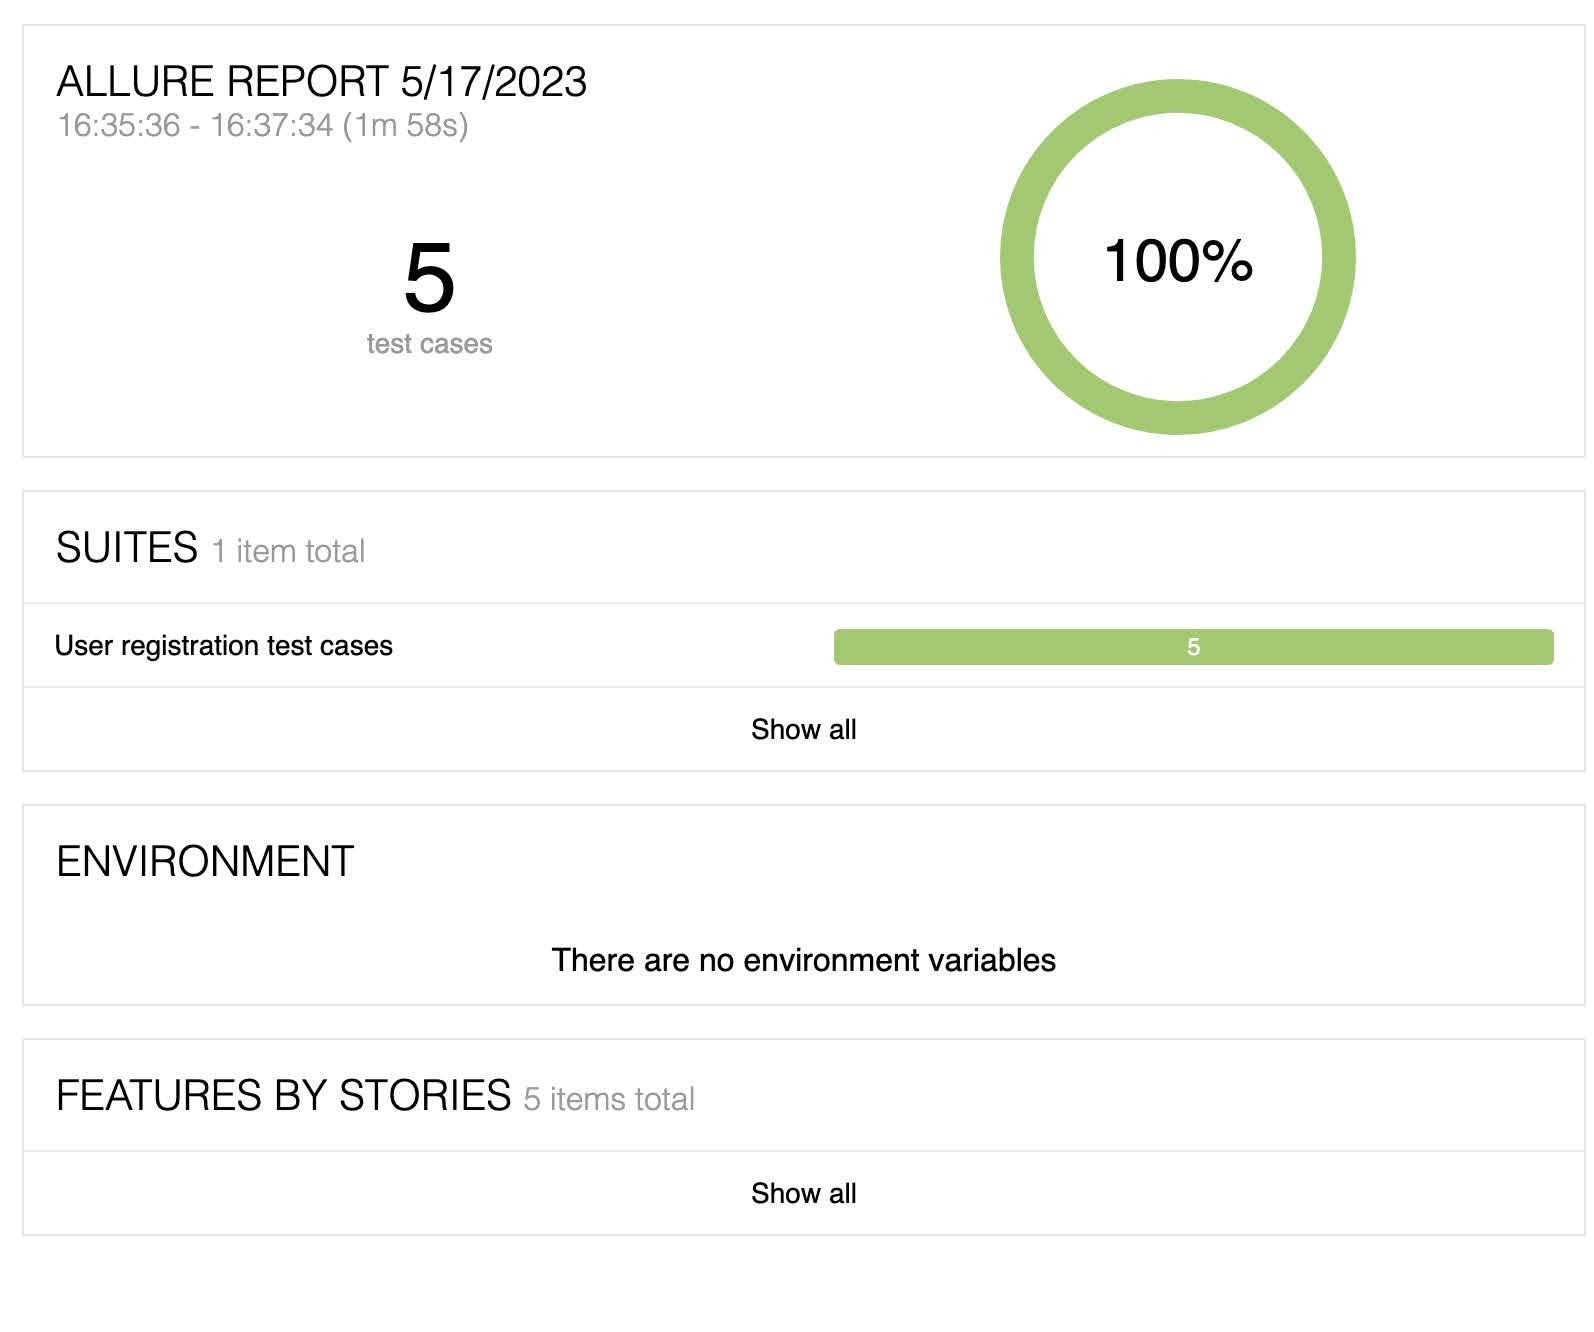 ALLURE REPORT 5/17/2023
16:35:36 - 16:37:34 (1m 58s)
5
test cases
100%
SUITES 1 item total
User registration test cases
5
Show all
ENVIRONMENT
There are no environment variables
FEATURES BY STORIES 5 items total
Show all